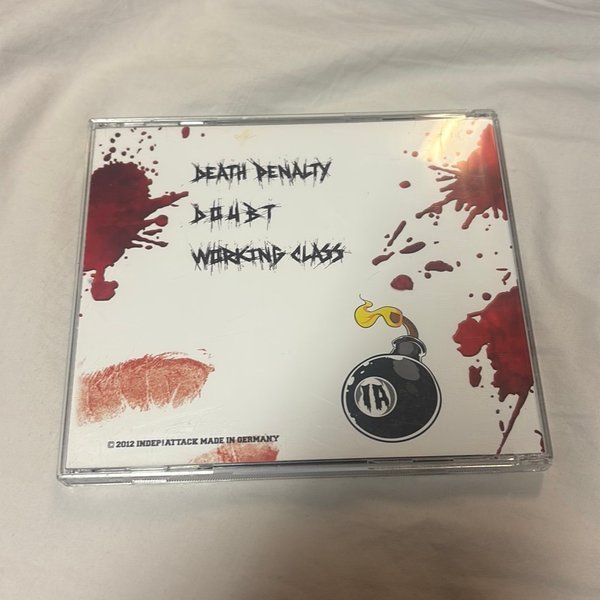 DEATH PENALTY
DOUBT
WORKING CLASS
IA
© 2012 INDEP!ATTACK MADE IN GERMANY